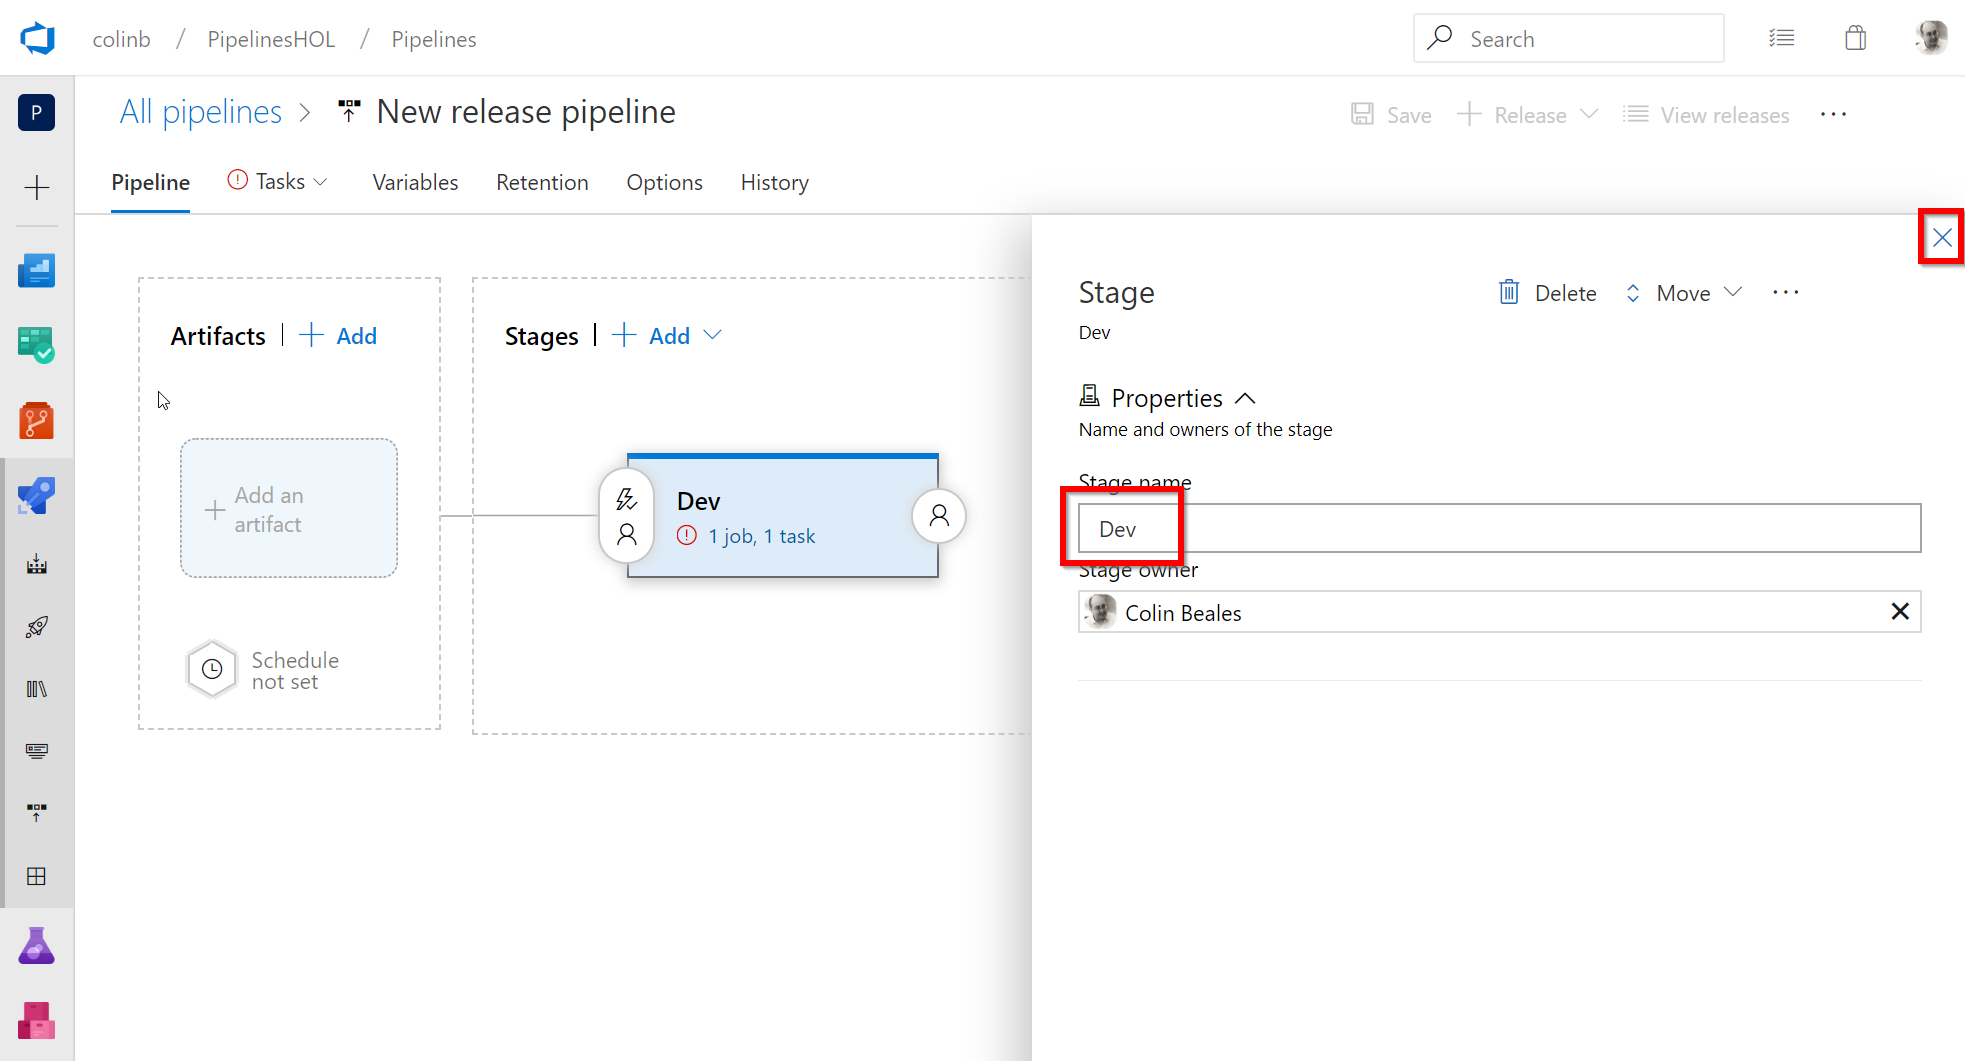 colinb / PipelinesHOL / Pipelines
Search
P
All pipelines > New release pipeline
Save
Release
View releases
Pipeline
Tasks
Variables
Retention
Options
History
Artifacts | + Add
Stages | + Add
Add an
artifact
Schedule
not set
Dev
1 job, 1 task
Stage
Delete
Move
Dev
Properties
Name and owners of the stage
Stage name
Dev
Stage owner
Colin Beales